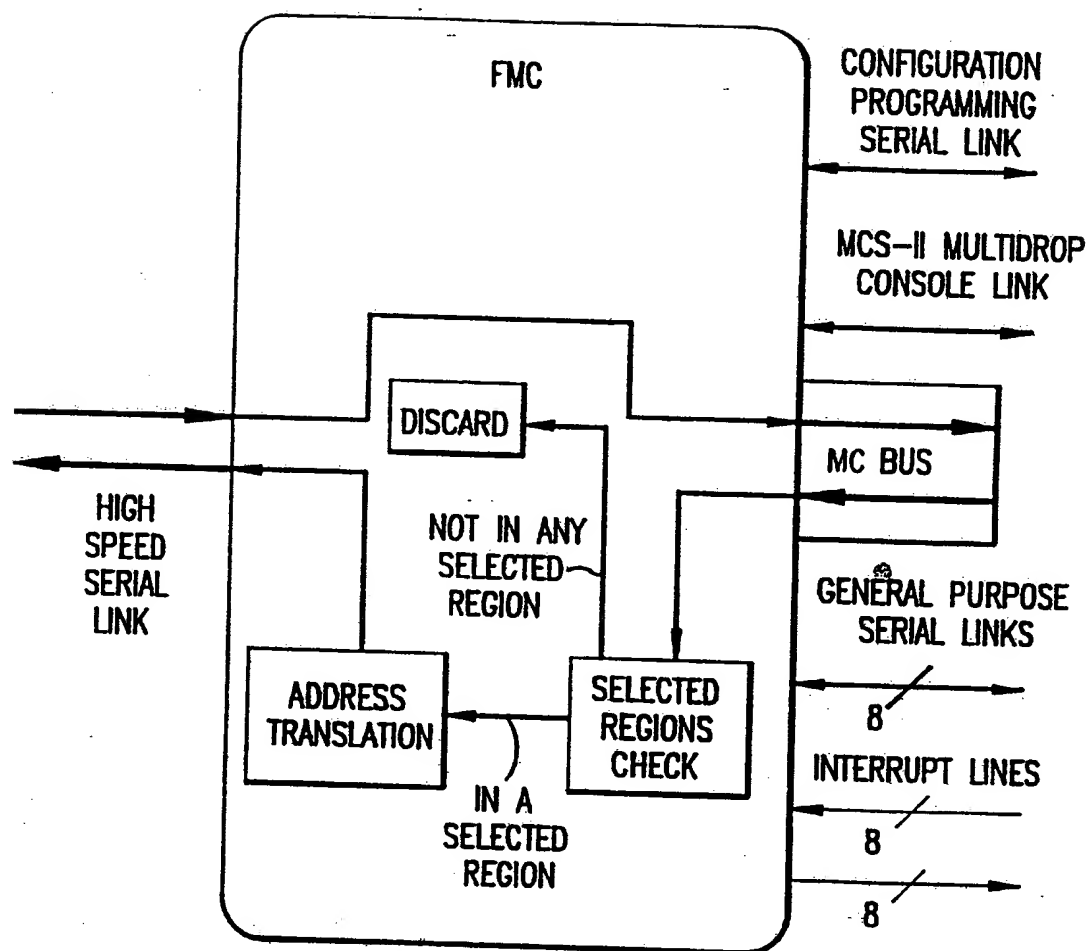 FMC
CONFIGURATION
PROGRAMMING
SERIAL LINK
MCS-II MULTIDROP
CONSOLE LINK
DISCARD
MC BUS
HIGH
SPEED
SERIAL
LINK
NOT IN ANY
SELECTED
REGION
GENERAL PURPOSE
SERIAL LINKS
8
ADDRESS
TRANSLATION
SELECTED
REGIONS
CHECK
IN A
SELECTED
REGION
INTERRUPT LINES
8
8